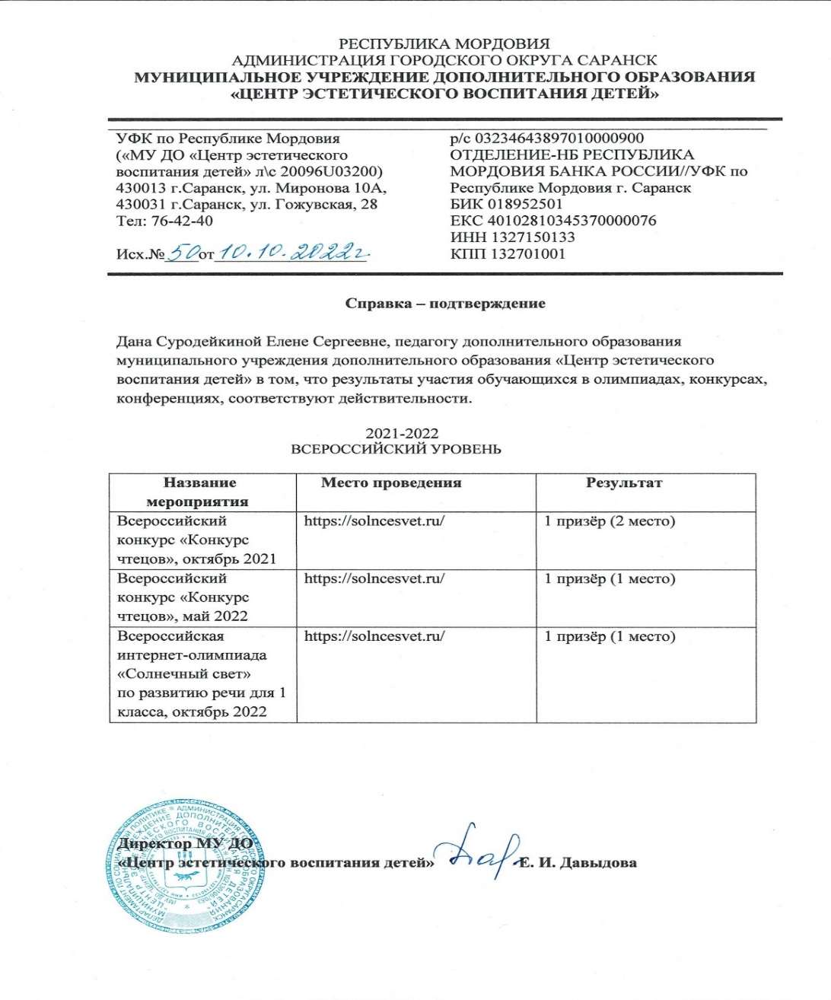 РЕСПУБЛИКА МОРДОВИЯ
АДМИНИСТРАЦИЯ ГОРОДСКОГО ОКРУГА САРАНСК
МУНИЦИПАЛЬНОЕ УЧРЕЖДЕНИЕ ДОПОЛНИТЕЛЬНОГО ОБРАЗОВАНИЯ
«ЦЕНТР ЭСТЕТИЧЕСКОГО ВОСПИТАНИЯ ДЕТЕЙ»
УФК по Республике Мордовия
(«МУ ДО «Центр эстетического
воспитания детей» л\с 20096U03200)
430013 г.Саранск, ул. Миронова 10А,
430031 г.Саранск, ул. Гожувская, 28
Тел: 76-42-40
Исх.№ 50 от 10.10.2022г
р/с 03234643897010000900
ОТДЕЛЕНИЕ-НБ РЕСПУБЛИКА
МОРДОВИЯ БАНКА РОССИИ//УФК по
Республике Мордовия г. Саранск
БИК 018952501
ЕКС 40102810345370000076
ИНН 1327150133
КПП 132701001
Справка – подтверждение
Дана Суродейкиной Елене Сергеевне, педагогу дополнительного образования
муниципального учреждения дополнительного образования «Центр эстетического
воспитания детей» в том, что результаты участия обучающихся в олимпиадах, конкурсах,
конференциях, соответствуют действительности.
2021-2022
ВСЕРОССИЙСКИЙ УРОВЕНЬ
Название
мероприятия
Место проведения
Результат
Всероссийский
конкурс «Конкурс
чтецов», октябрь 2021
https://solncesvet.ru/
1 призёр (2 место)
Всероссийский
конкурс «Конкурс
чтецов», май 2022
https://solncesvet.ru/
1 призёр (1 место)
Всероссийская
интернет-олимпиада
«Солнечный свет»
по развитию речи для 1
класса, октябрь 2022
https://solncesvet.ru/
1 призёр (1 место)
Директор МУ ДО
«Центр эстетического воспитания детей» Е. И. Давыдова